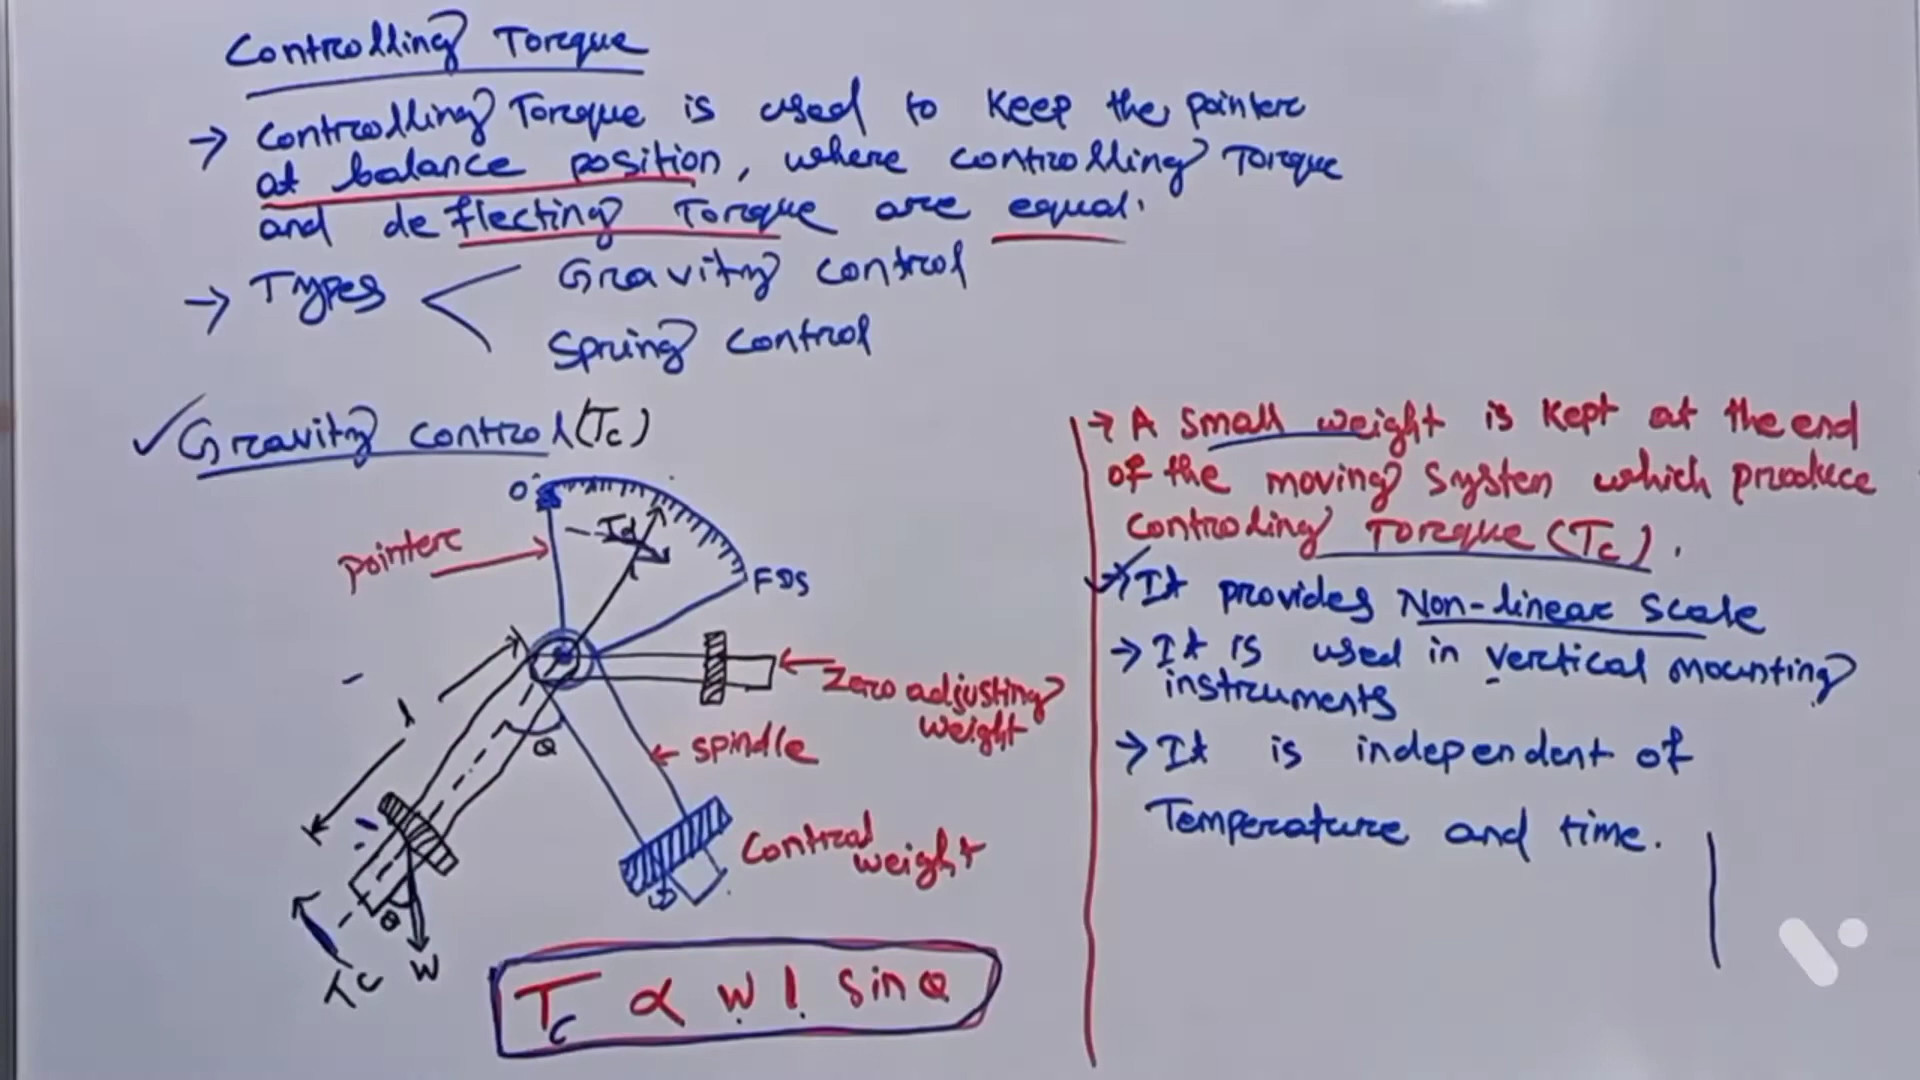 Controlling Torque
→ Controlling Torque is used to keep the pointer
at balance position, where controlling Torque
and deflecting Torque are equal.
→ Types < Gravity control
Spring control
✓ Gravity control (Tc)
0
Td
FDS
pointer
Zero adjusting
weight
l
θ
spindle
Control
weight
θ
Tc
W
Tc ∝ W l sin θ
→ A small weight is kept at the end
of the moving system which produce
controlling Torque (Tc).
→ It provides Non-linear scale
→ It is used in vertical mounting
instruments
→ It is independent of
Temperature and time.